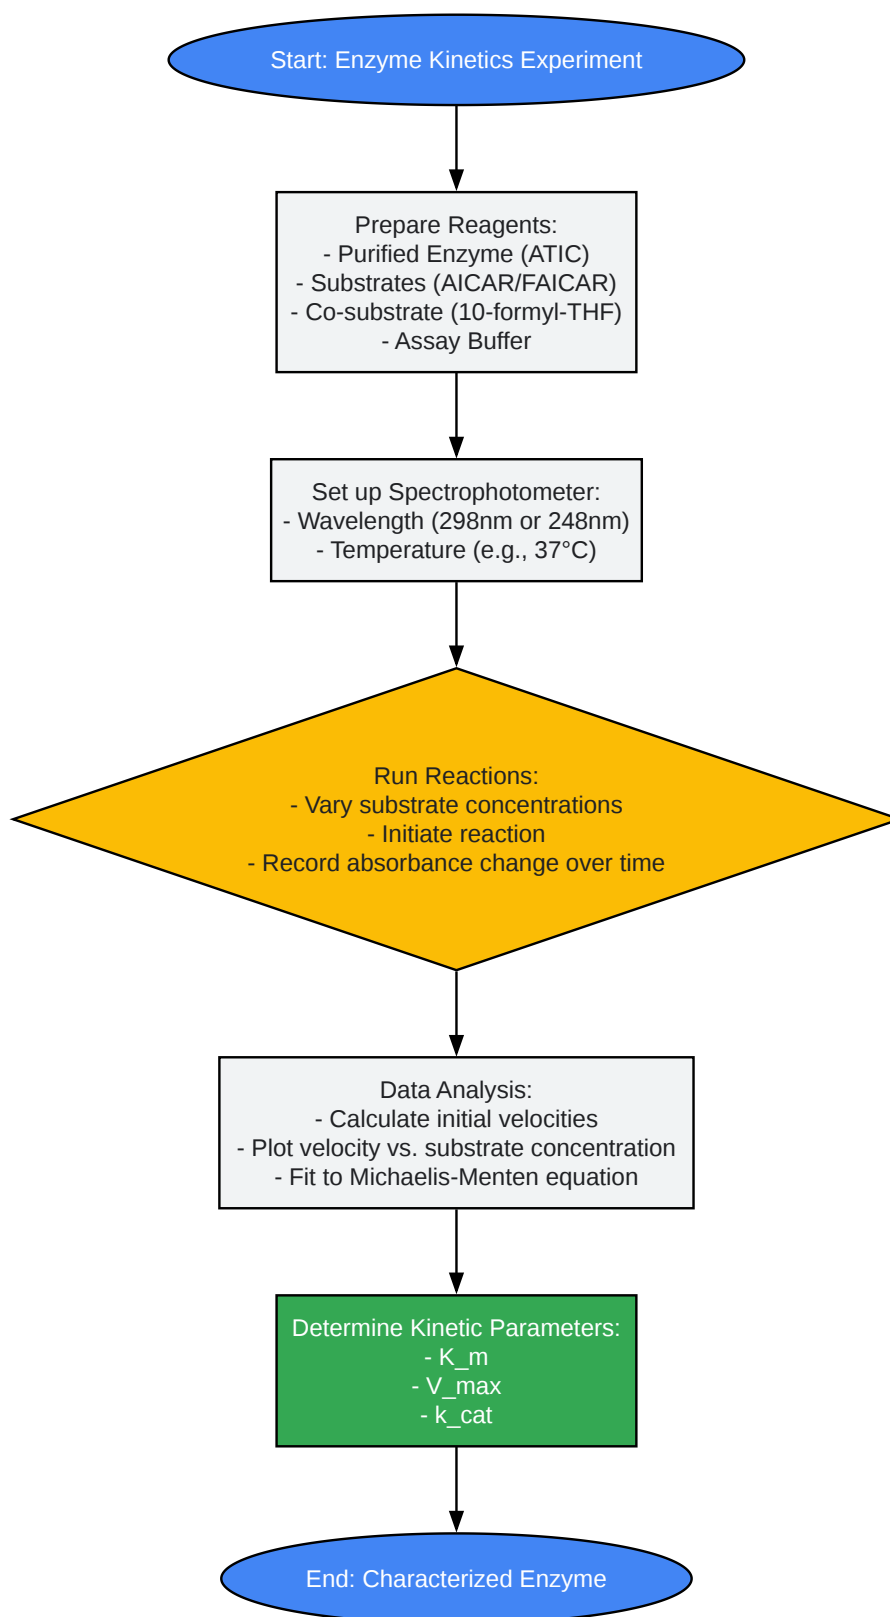 Start: Enzyme Kinetics Experiment
Prepare Reagents:
- Purified Enzyme (ATIC)
- Substrates (AICAR/FAICAR)
- Co-substrate (10-formyl-THF)
- Assay Buffer
Set up Spectrophotometer:
- Wavelength (298nm or 248nm)
- Temperature (e.g., 37°C)
Run Reactions:
- Vary substrate concentrations
- Initiate reaction
- Record absorbance change over time
Data Analysis:
- Calculate initial velocities
- Plot velocity vs. substrate concentration
- Fit to Michaelis-Menten equation
Determine Kinetic Parameters:
- K_m
- V_max
- k_cat
End: Characterized Enzyme